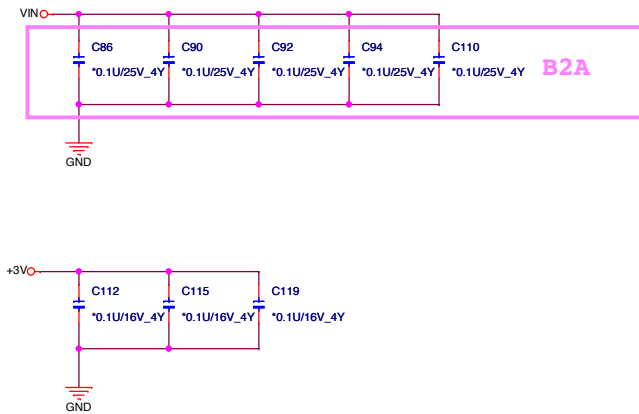 VIN
C86 C90 C92 C94 C110
*0.1U/25V_4Y *0.1U/25V_4Y *0.1U/25V_4Y *0.1U/25V_4Y *0.1U/25V_4Y B2A
GND
+3V
C112 C115 C119
*0.1U/16V_4Y *0.1U/16V_4Y *0.1U/16V_4Y
GND